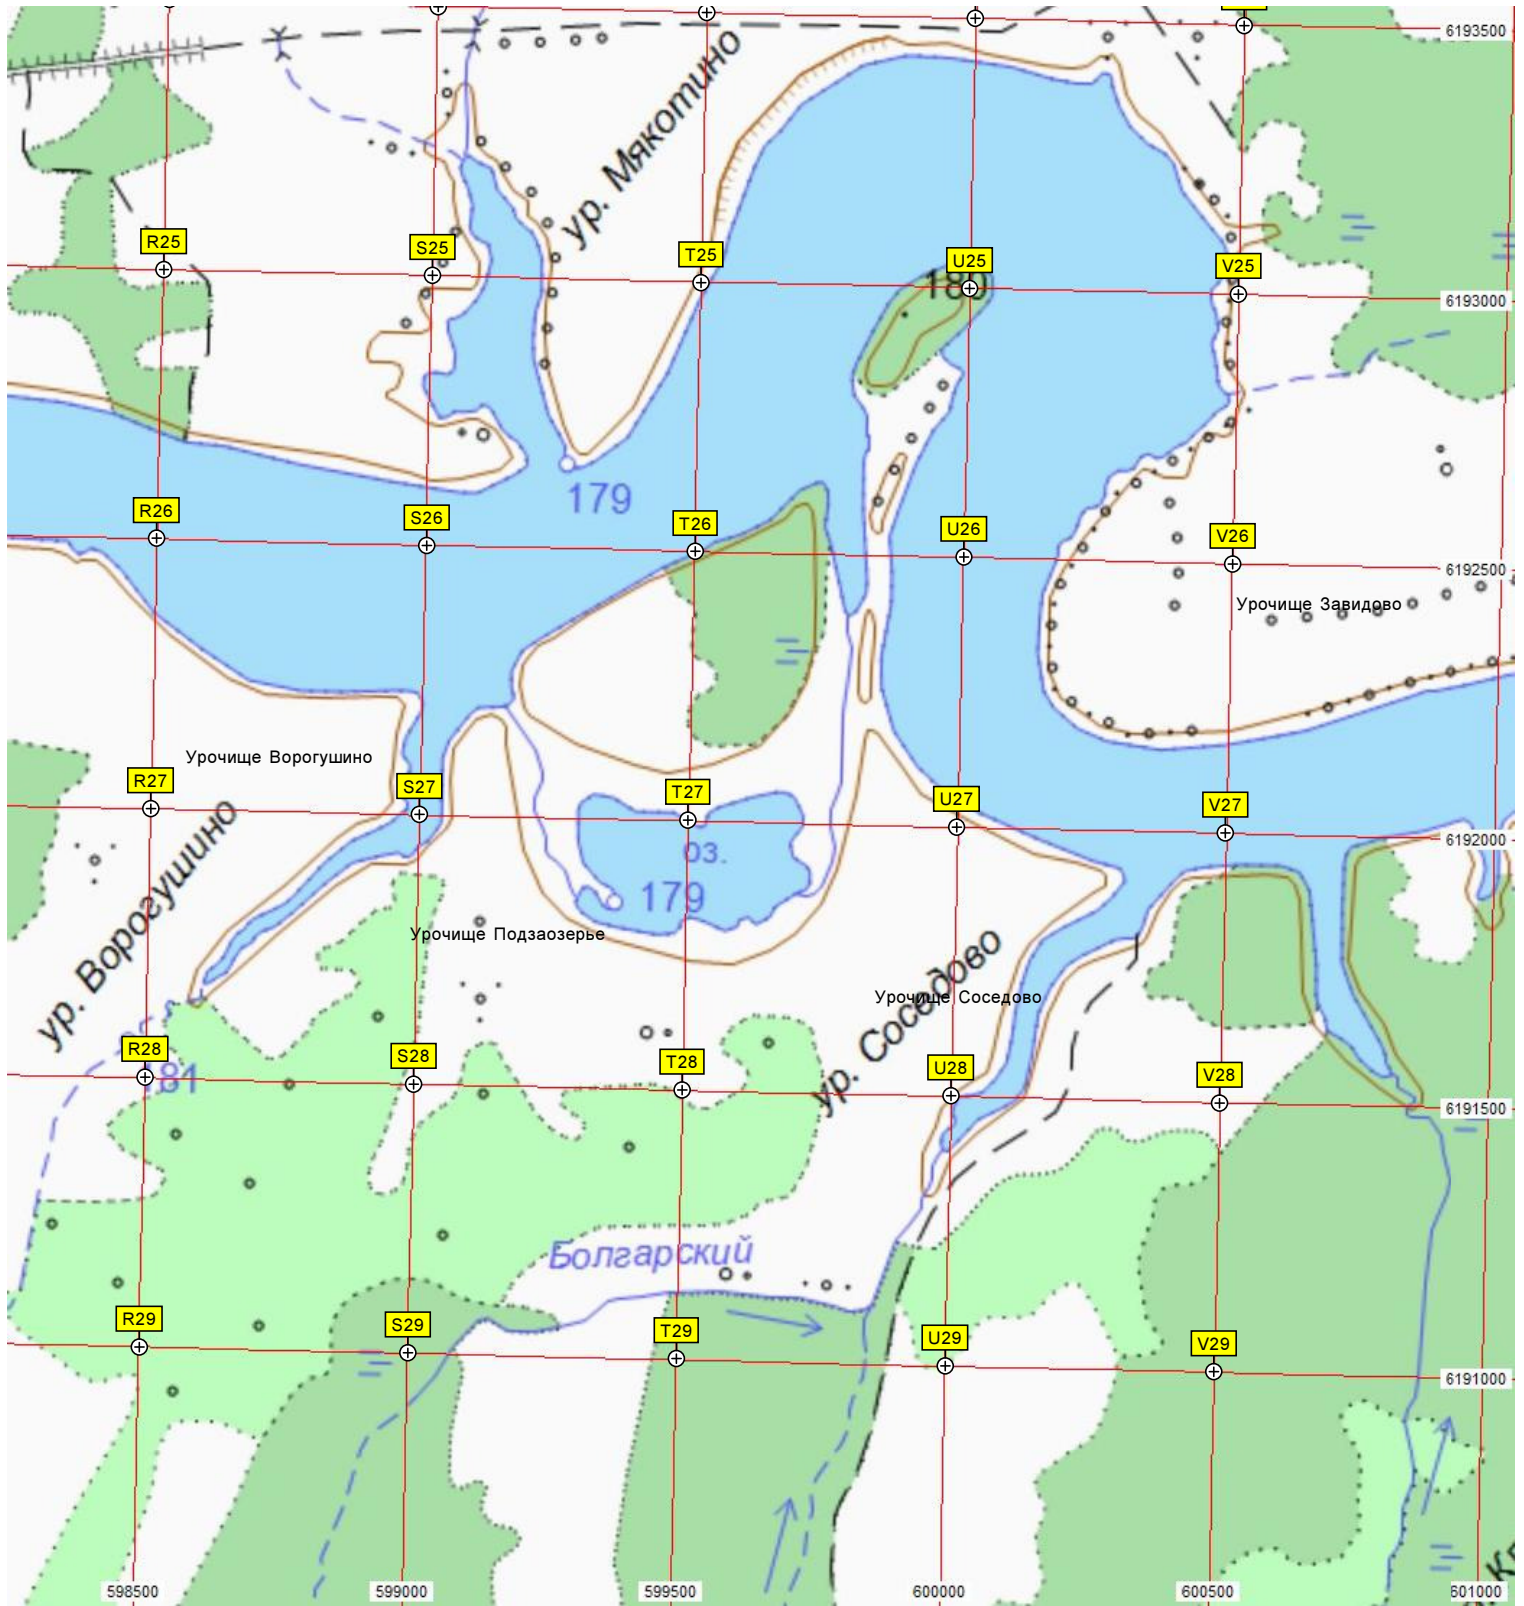 6193500
ур. Мякотино
R25
S25
T25
U25
V25
180
6193000
179
R26
S26
T26
U26
V26
6192500
Урочище Завидово
Урочище Ворогушино
R27
S27
T27
U27
V27
6192000
ур. Ворогушино
оз.
179
Урочище Подзаозерье
ур. Соседово
Урочище Соседово
R28
S28
T28
U28
V28
81
6191500
Болгарский
R29
S29
T29
U29
V29
6191000
598500
599000
599500
600000
600500
601000